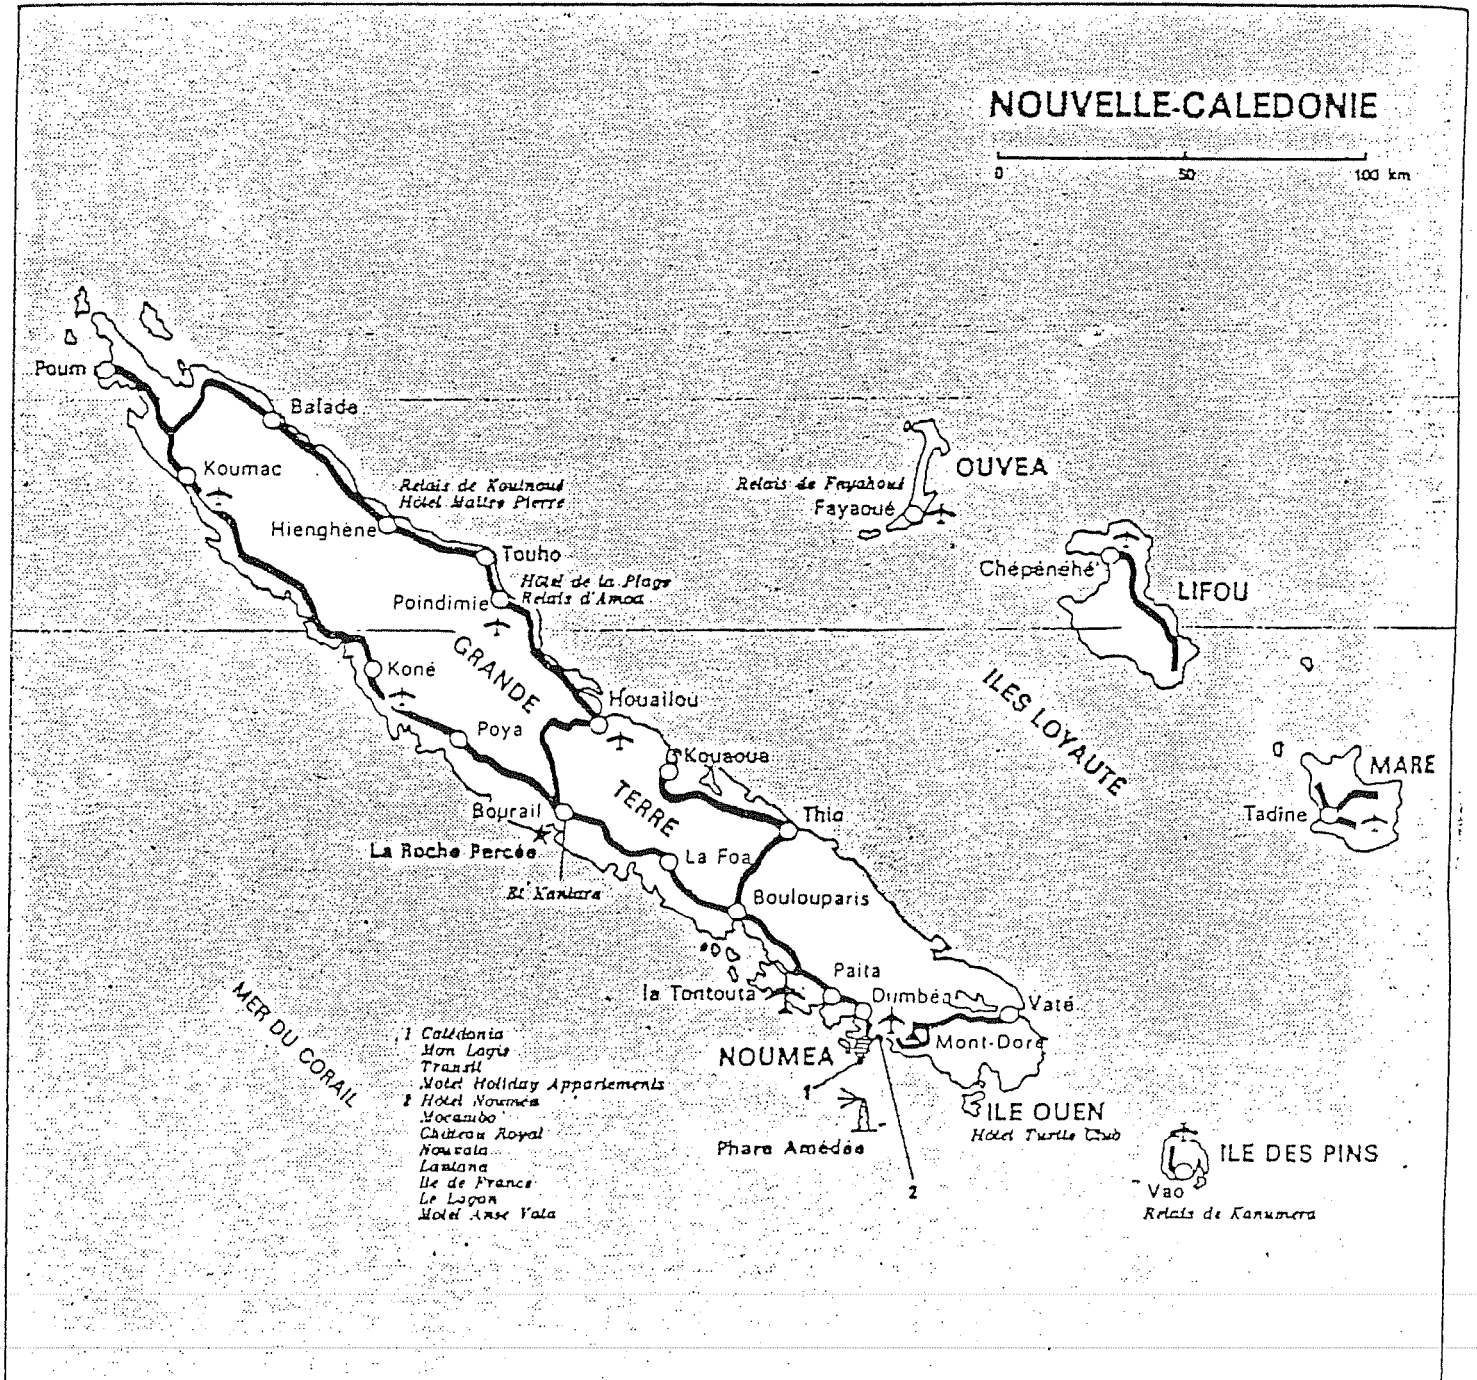 NOUVELLE-CALEDONIE
0 50 100 km
Poum
Balade
Koumac
Relais de Koulnoué
Hôtel Maître Pierre
Hienghène
Touho
Hôtel de la Plage
Relais d'Amoa
Poindimie
Relais de Fayahoué
Fayaoué
OUVEA
Chépénéhé
LIFOU
ILES LOYAUTÉ
GRANDE
TERRE
Koné
Poya
Houailou
Kouaoua
MARE
Tadine
Bourail
La Roche Percée
El Kantara
La Foa
Thio
Boulouparis
Paita
la Tontouta
Dumbéa
Vaté
Mont-Dore
NOUMEA
MER DU CORAIL
1 Calédonia
Mon Logis
Transit
Motel Holiday Appartements
2 Hôtel Nouméa
Mocambo
Château Royal
Nouvata
Lantana
Ile de France
Le Lagon
Motel Anse Vata
1
Phare Amédée
2
ILE OUEN
Hôtel Turtle Club
ILE DES PINS
Vao
Relais de Kanumera